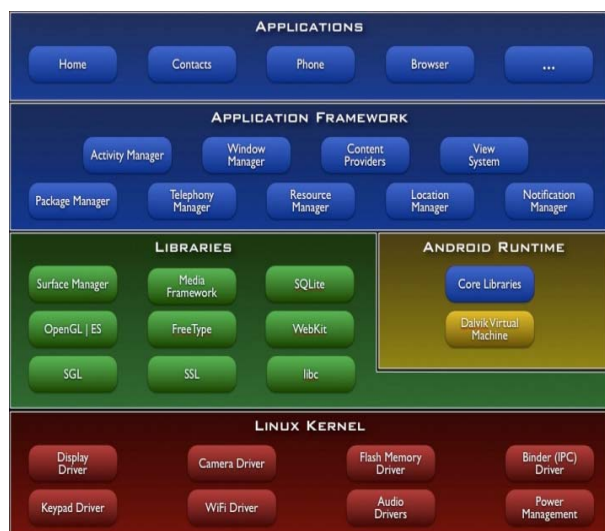 APPLICATIONS
Home
Contacts
Phone
Browser
...
APPLICATION FRAMEWORK
Activity Manager
Window
Manager
Content
Providers
View
System
Package Manager
Telephony
Manager
Resource
Manager
Location
Manager
Notification
Manager
LIBRARIES
Surface Manager
Media
Framework
SQLite
OpenGL | ES
FreeType
WebKit
SGL
SSL
libc
ANDROID RUNTIME
Core Libraries
Dalvik Virtual
Machine
LINUX KERNEL
Display
Driver
Camera Driver
Flash Memory
Driver
Binder (IPC)
Driver
Keypad Driver
WiFi Driver
Audio
Drivers
Power
Management